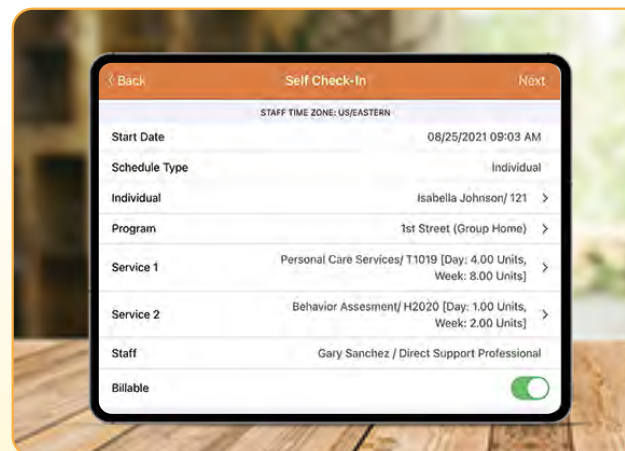 Back Self Check-In Next
STAFF TIME ZONE: US/EASTERN
Start Date 08/25/2021 09:03 AM
Schedule Type Individual
Individual Isabella Johnson/ 121
Program 1st Street (Group Home)
Service 1 Personal Care Services/ T1019 [Day: 4.00 Units,
Week: 8.00 Units]
Service 2 Behavior Assesment/ H2020 [Day: 1.00 Units,
Week: 2.00 Units]
Staff Gary Sanchez / Direct Support Professional
Billable